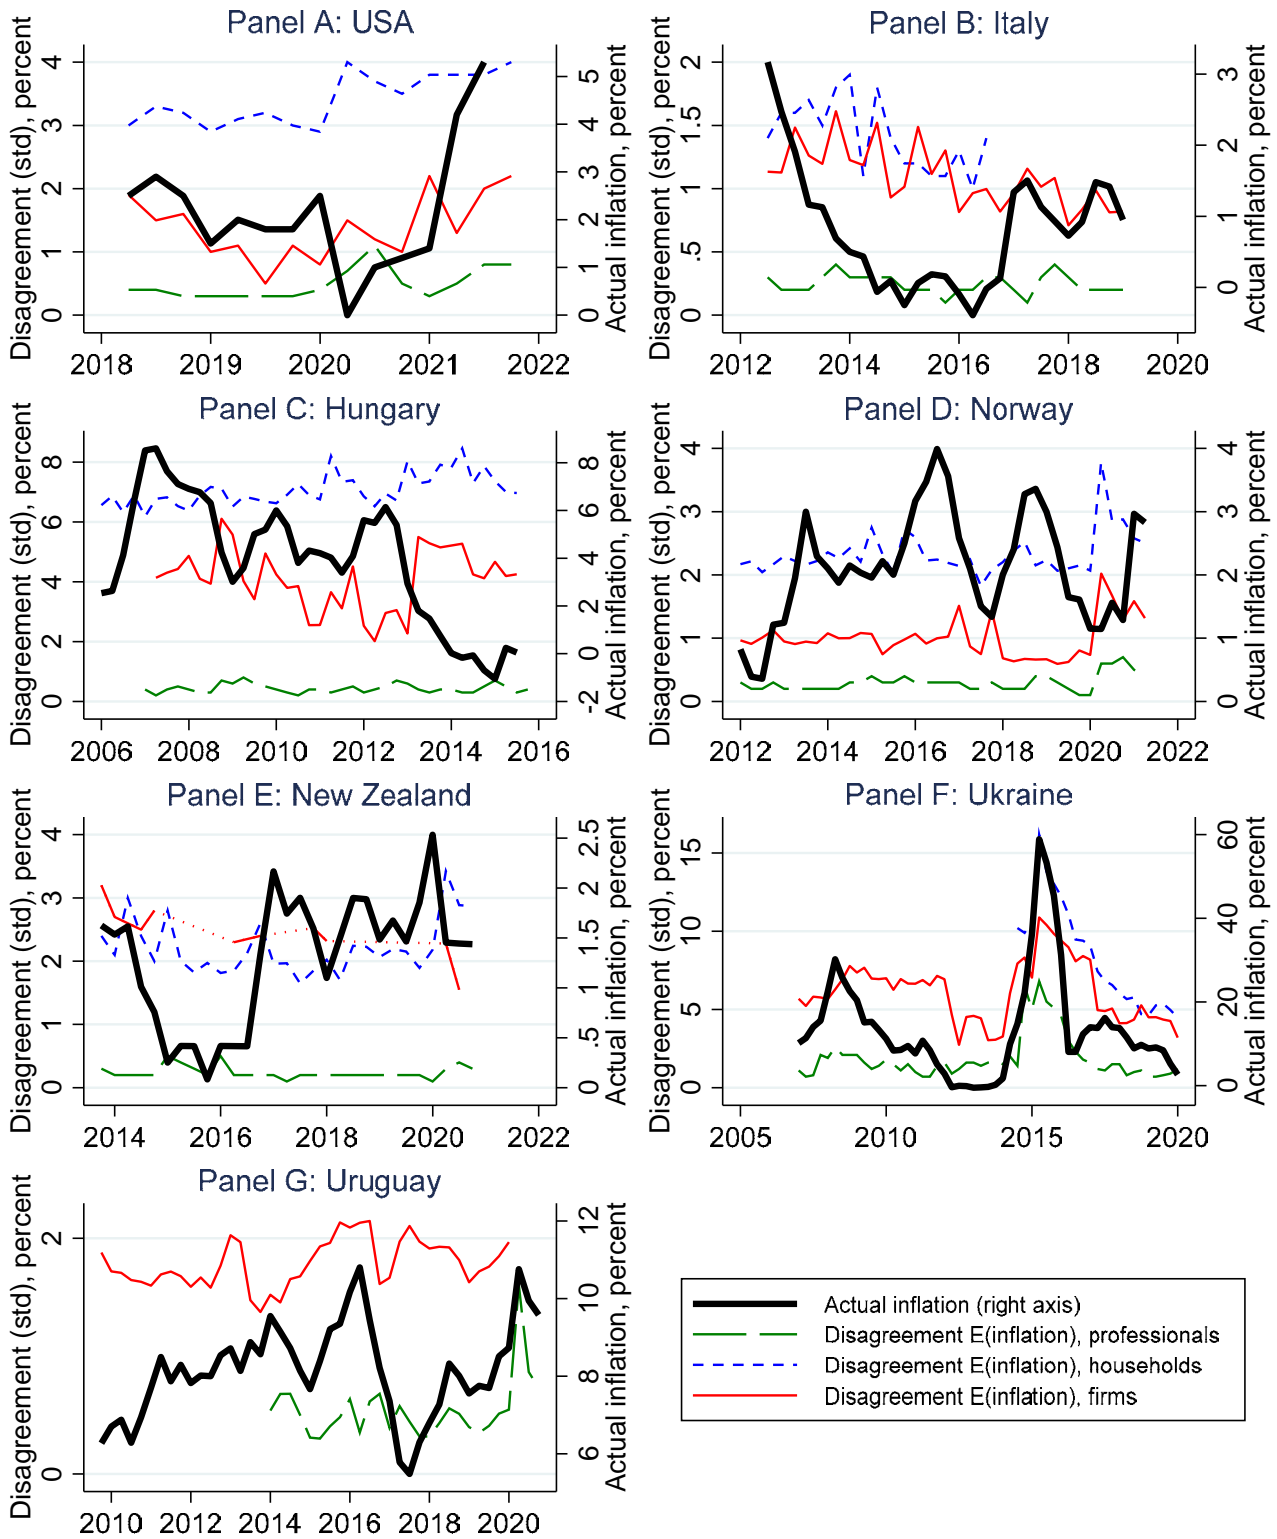 Panel A: USA
Disagreement (std), percent
0 1 2 3 4
Actual inflation, percent
0 1 2 3 4 5
2018 2019 2020 2021 2022
Panel B: Italy
Disagreement (std), percent
0 .5 1 1.5 2
Actual inflation, percent
0 1 2 3
2012 2014 2016 2018 2020
Panel C: Hungary
Disagreement (std), percent
0 2 4 6 8
Actual inflation, percent
-2 0 2 4 6 8
2006 2008 2010 2012 2014 2016
Panel D: Norway
Disagreement (std), percent
0 1 2 3 4
Actual inflation, percent
0 1 2 3 4
2012 2014 2016 2018 2020 2022
Panel E: New Zealand
Disagreement (std), percent
0 1 2 3 4
Actual inflation, percent
0 .5 1 1.5 2 2.5
2014 2016 2018 2020 2022
Panel F: Ukraine
Disagreement (std), percent
0 5 10 15
Actual inflation, percent
0 20 40 60
2005 2010 2015 2020
Panel G: Uruguay
Disagreement (std), percent
0 2
Actual inflation, percent
6 8 10 12
2010 2012 2014 2016 2018 2020
Actual inflation (right axis)
Disagreement E(inflation), professionals
Disagreement E(inflation), households
Disagreement E(inflation), firms